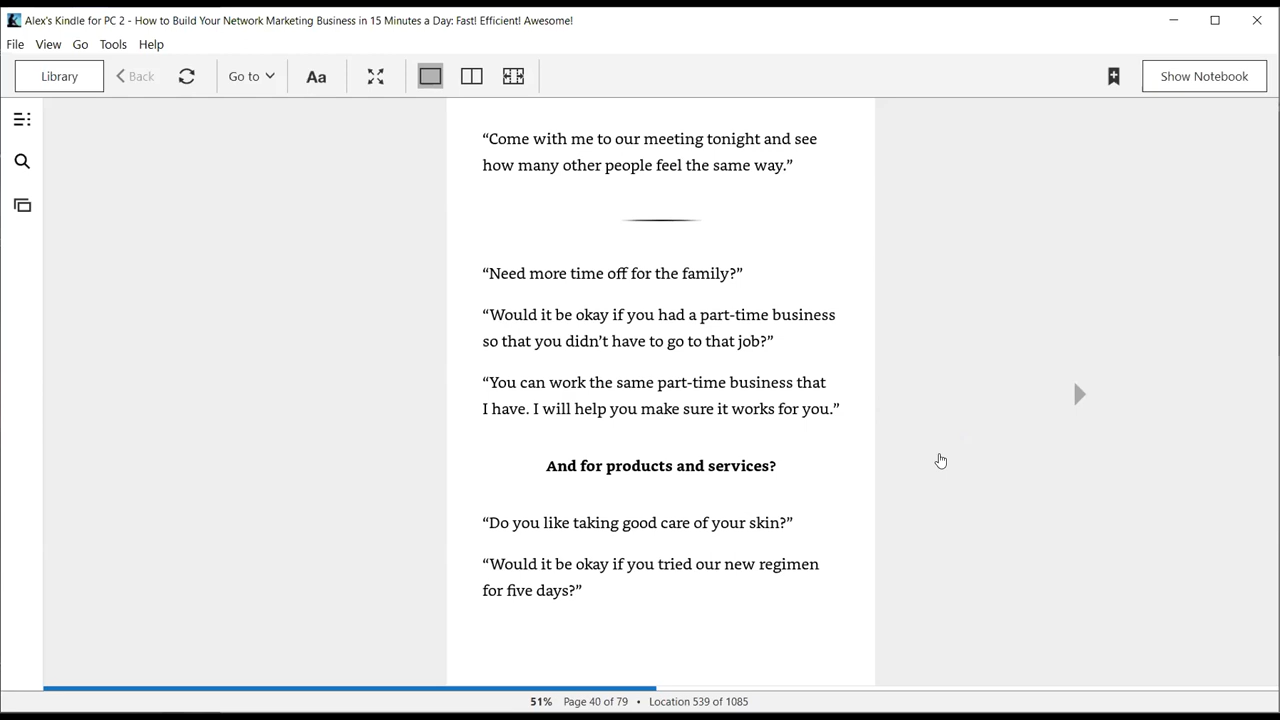 Alex's Kindle for PC 2 - How to Build Your Network Marketing Business in 15 Minutes a Day: Fast! Efficient! Awesome!
File View Go Tools Help
Library Back Go to Aa Show Notebook
“Come with me to our meeting tonight and see
how many other people feel the same way.”
“Need more time off for the family?”
“Would it be okay if you had a part-time business
so that you didn’t have to go to that job?”
“You can work the same part-time business that
I have. I will help you make sure it works for you.”
And for products and services?
“Do you like taking good care of your skin?”
“Would it be okay if you tried our new regimen
for five days?”
51% Page 40 of 79 • Location 539 of 1085